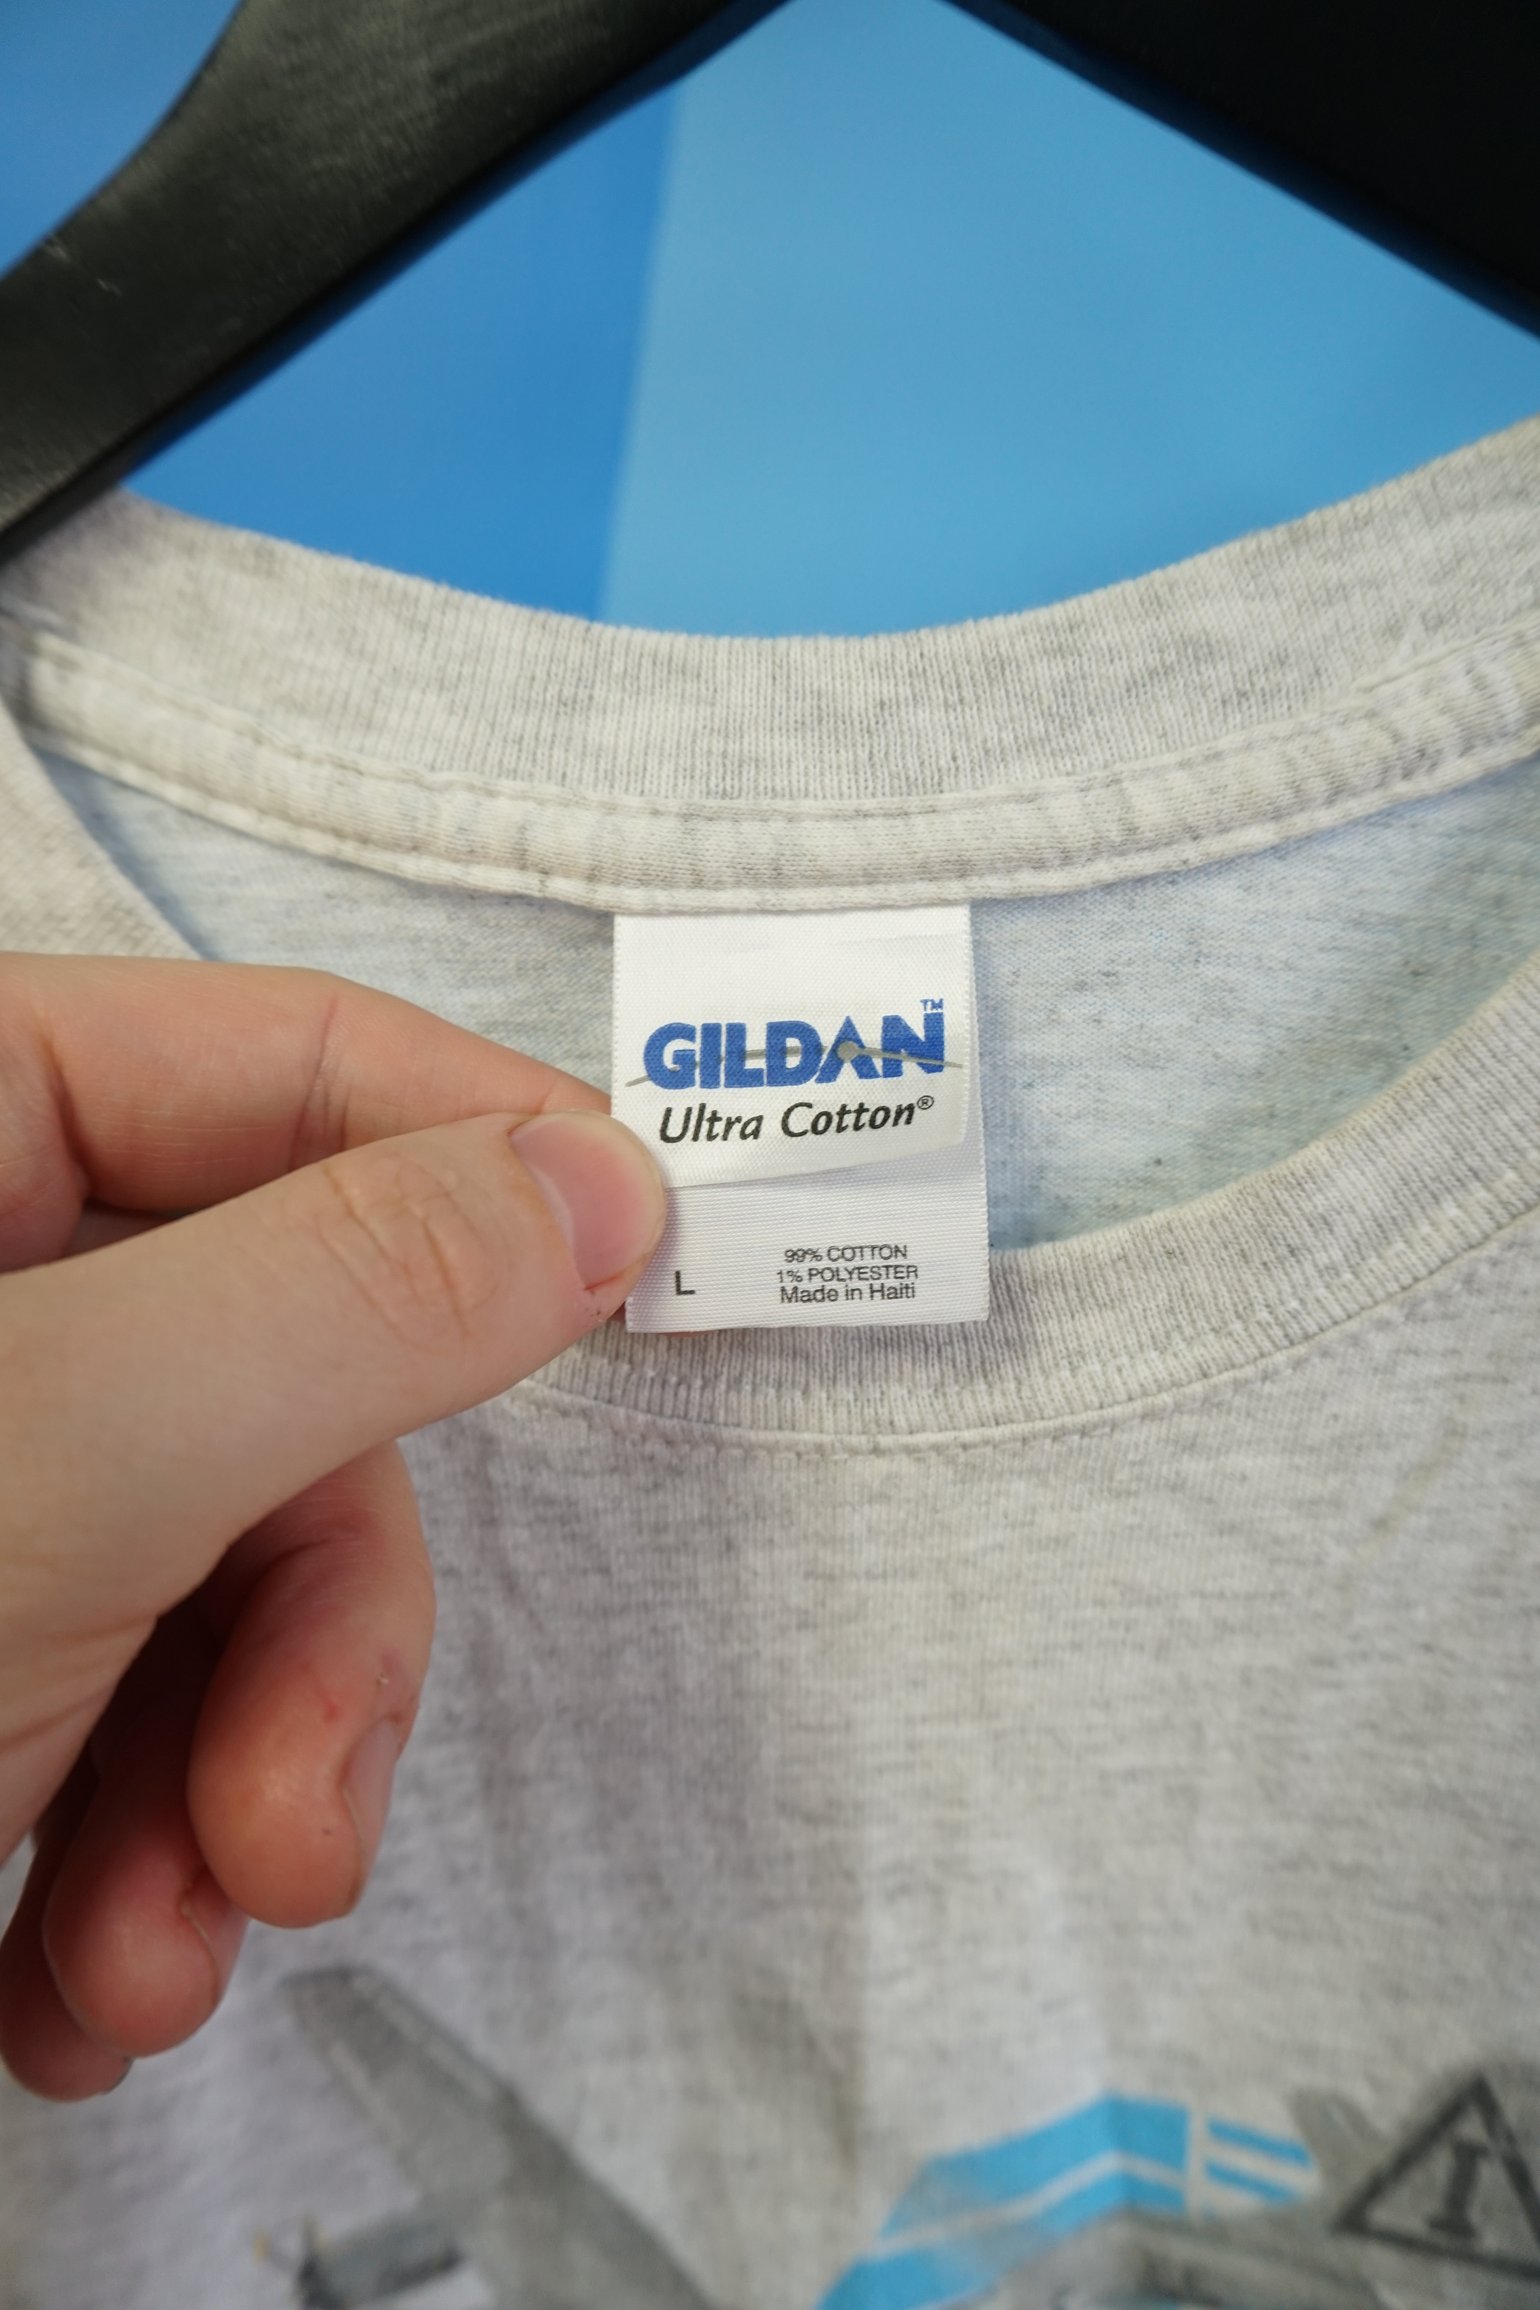 GILDAN™
Ultra Cotton®
L
99% COTTON
1% POLYESTER
Made in Haiti
I